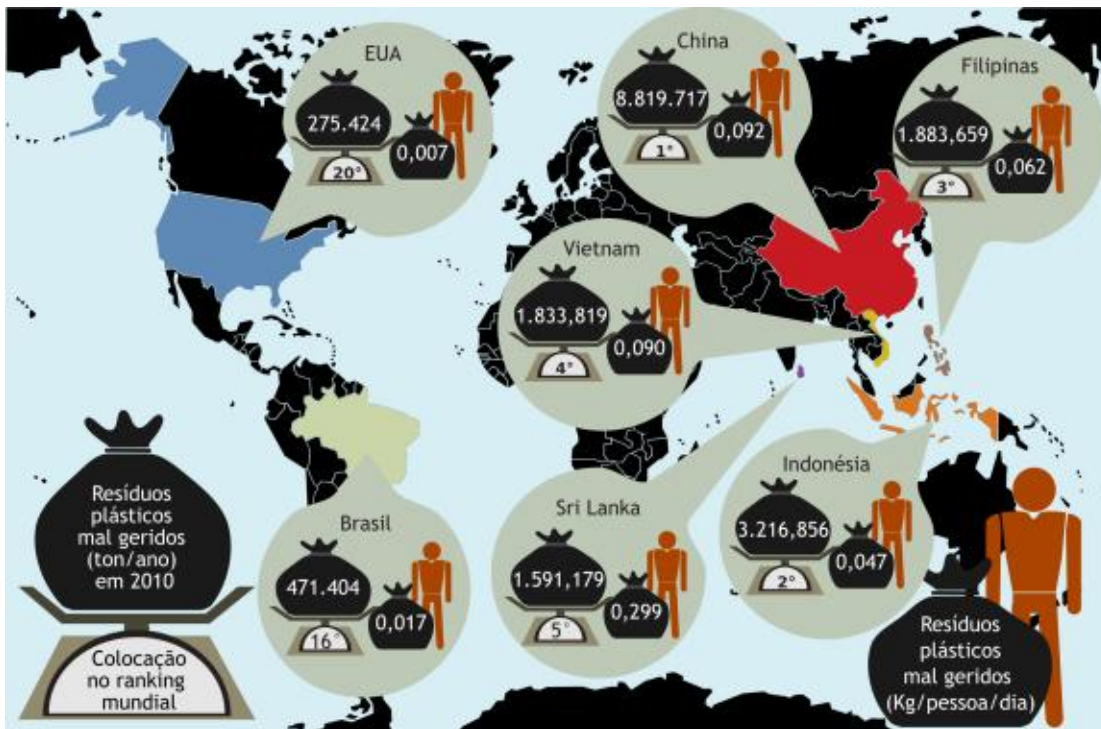 EUA
275.424
0,007
20°
China
8.819.717
0,092
1°
Filipinas
1.883,659
0,062
3°
Vietnam
1.833,819
0,090
4°
Brasil
471.404
0,017
16°
Sri Lanka
1.591,179
0,299
5°
Indonésia
3.216,856
0,047
2°
Resíduos
plásticos
mal geridos
(ton/ano)
em 2010
Colocação
no ranking
mundial
Resíduos
plásticos
mal geridos
(Kg/pessoa/dia)